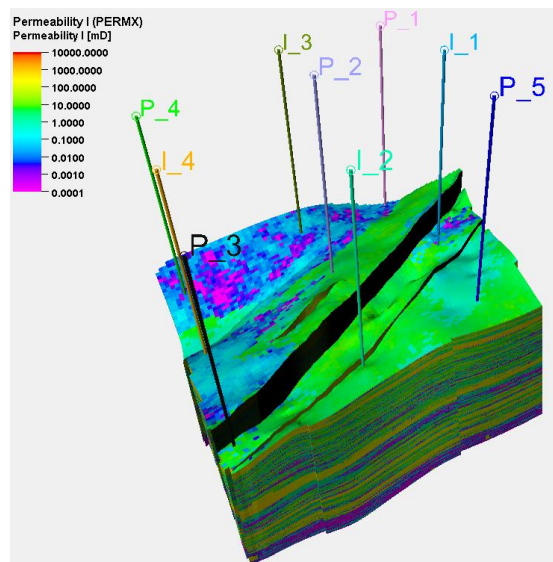 Permeability I (PERMX)
Permeability I [mD]
10000.0000
1000.0000
100.0000
10.0000
1.0000
0.1000
0.0100
0.0010
0.0001
P_1
I_3
I_1
P_2
P_5
P_4
I_4
I_2
P_3